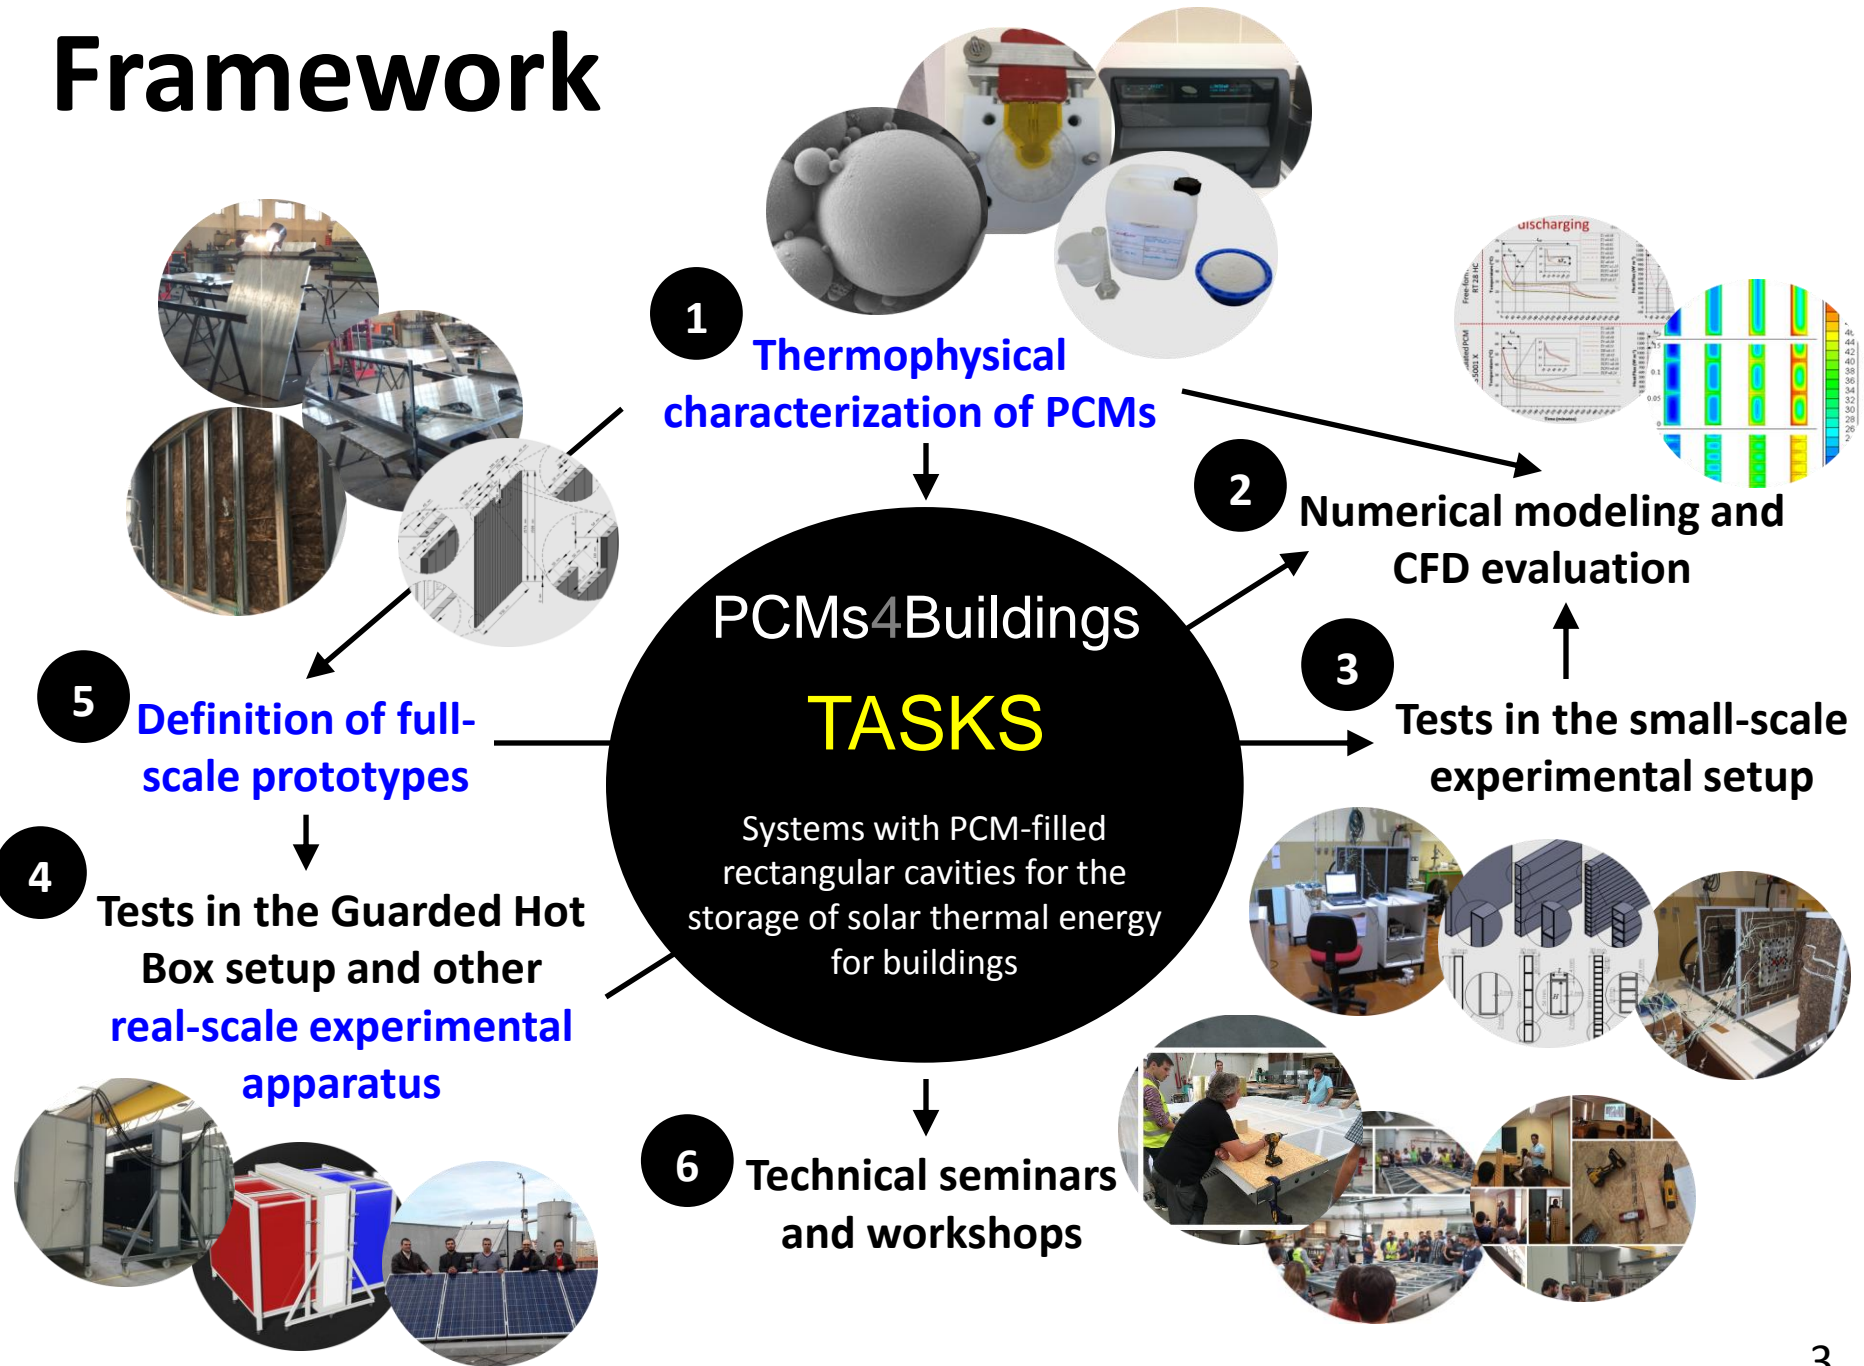 Framework
1
Thermophysical
characterization of PCMs
discharging
2
Numerical modeling and
CFD evaluation
3
Tests in the small-scale
experimental setup
PCMs4Buildings
TASKS
Systems with PCM-filled
rectangular cavities for the
storage of solar thermal energy
for buildings
5
Definition of full-
scale prototypes
4
Tests in the Guarded Hot
Box setup and other
real-scale experimental
apparatus
6
Technical seminars
and workshops
3